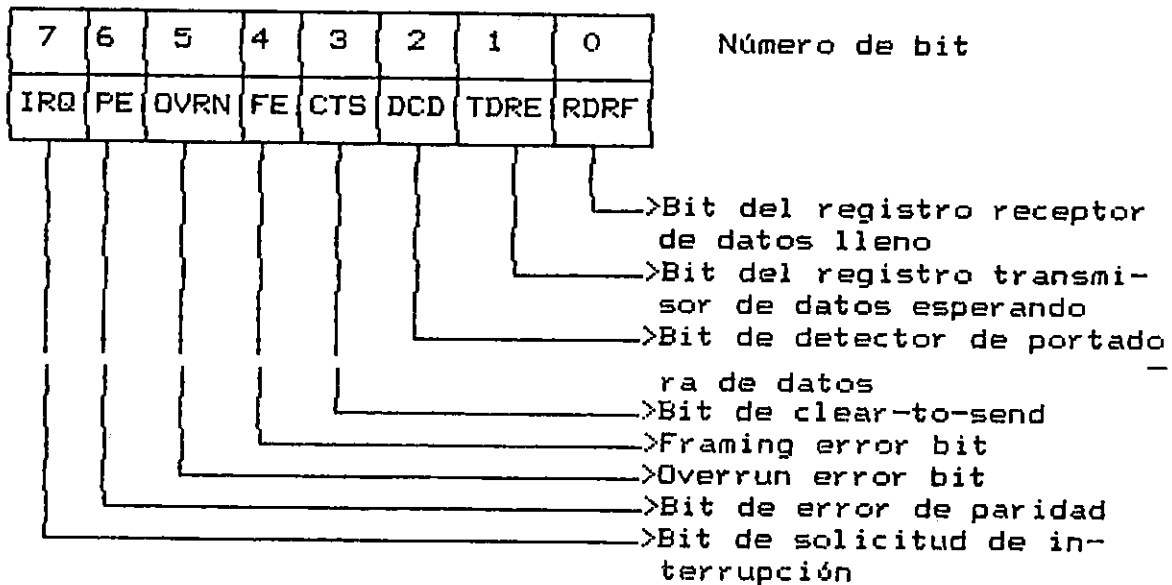 7 6 5 4 3 2 1 0 Número de bit
IRQ PE OVRN FE CTS DCD TDRE RDRF
>Bit del registro receptor
de datos lleno
>Bit del registro transmi-
sor de datos esperando
>Bit de detector de portado
ra de datos
>Bit de clear-to-send
>Framing error bit
>Overrun error bit
>Bit de error de paridad
>Bit de solicitud de in-
terrupción